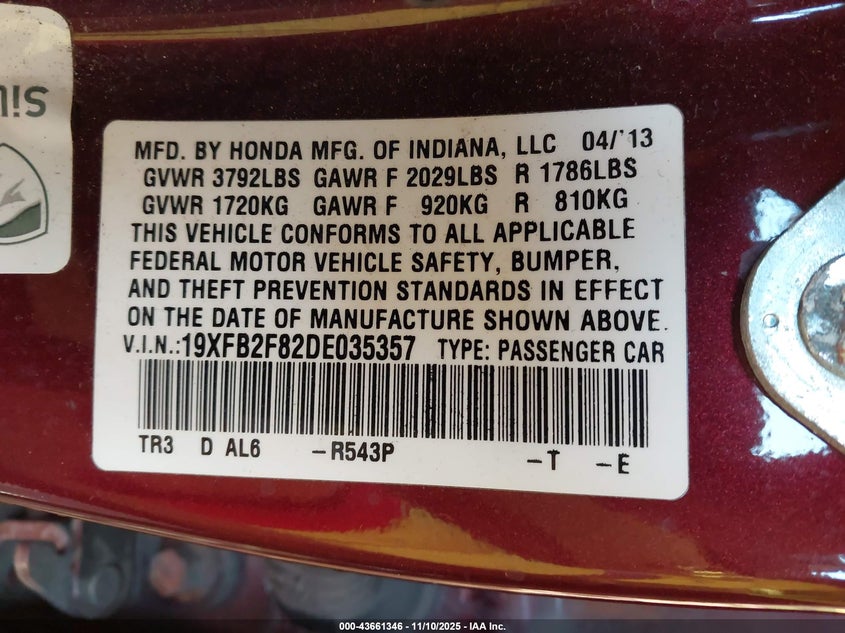 MFD. BY HONDA MFG. OF INDIANA, LLC 04/'13
GVWR 3792LBS GAWR F 2029LBS R 1786LBS
GVWR 1720KG GAWR F 920KG R 810KG
THIS VEHICLE CONFORMS TO ALL APPLICABLE
FEDERAL MOTOR VEHICLE SAFETY, BUMPER,
AND THEFT PREVENTION STANDARDS IN EFFECT
ON THE DATE OF MANUFACTURE SHOWN ABOVE.
V.I.N.:19XFB2F82DE035357 TYPE: PASSENGER CAR
TR3 D AL6 -R543P -T -E
000-43661346 - 11/10/2025 - IAA Inc.